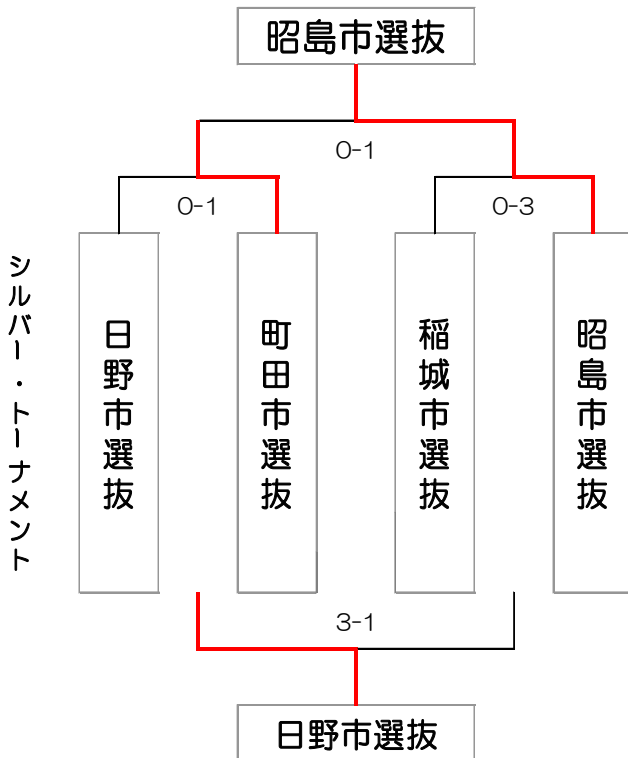 昭島市選抜
0-1
0-1
0-3
シルバー・トーナメント
日野市選抜
町田市選抜
稲城市選抜
昭島市選抜
3-1
日野市選抜